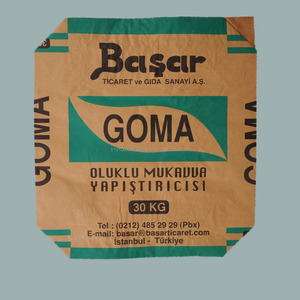 Başar
TİCARET ve GIDA SANAYİ A.Ş.
GOMA
GOMA
GOMA
OLUKLU MUKAVVA
YAPIŞTIRICISI
30 KG
Tel : (0212) 485 29 29 (Pbx)
E-mail: basar@basarticaret.com
İstanbul - Türkiye